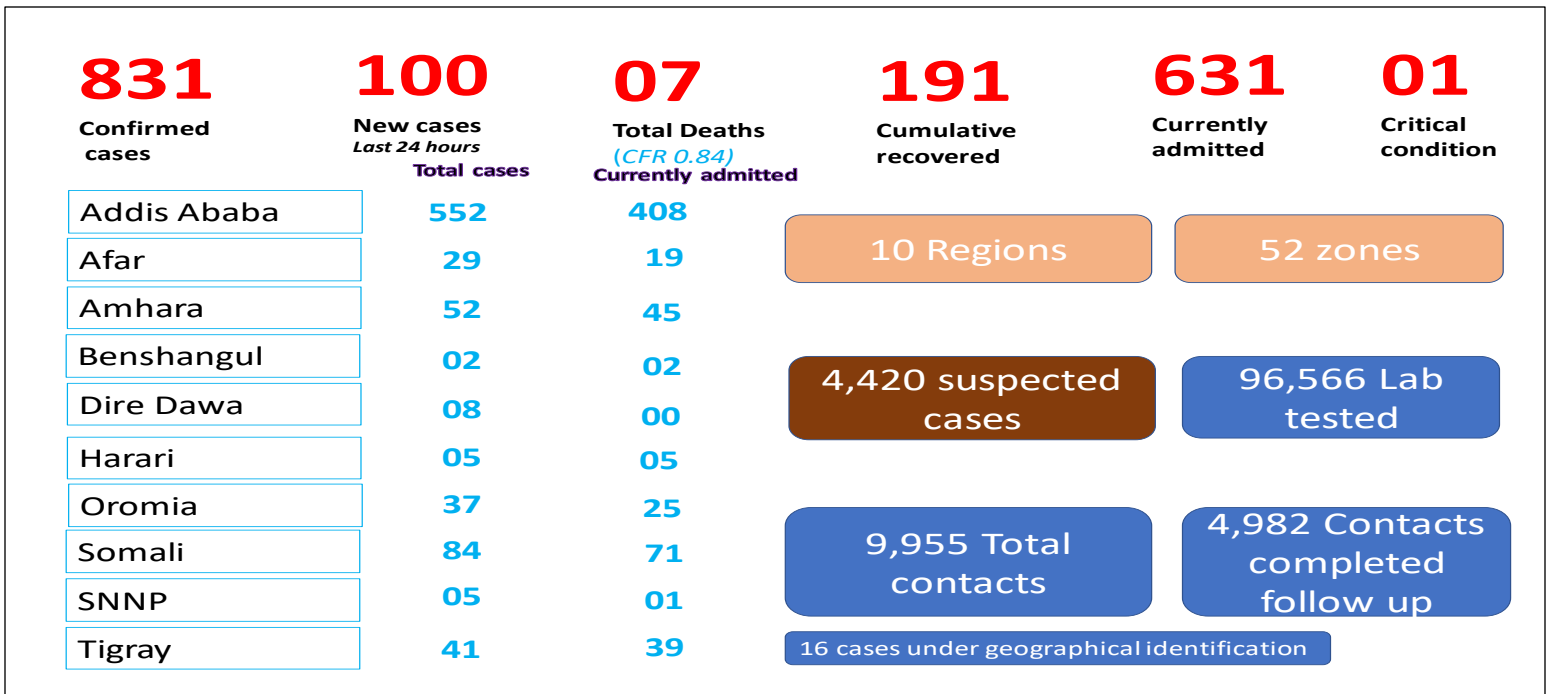 831 100 07 191 631 01
Confirmed cases
New cases
Last 24 hours
Total Deaths
(CFR 0.84)
Cumulative recovered
Currently admitted
Critical condition
Total cases Currently admitted
Addis Ababa 552 408
Afar 29 19
Amhara 52 45
Benshangul 02 02
Dire Dawa 08 00
Harari 05 05
Oromia 37 25
Somali 84 71
SNNP 05 01
Tigray 41 39
10 Regions
52 zones
4,420 suspected
cases
96,566 Lab
tested
9,955 Total
contacts
4,982 Contacts
completed
follow up
16 cases under geographical identification